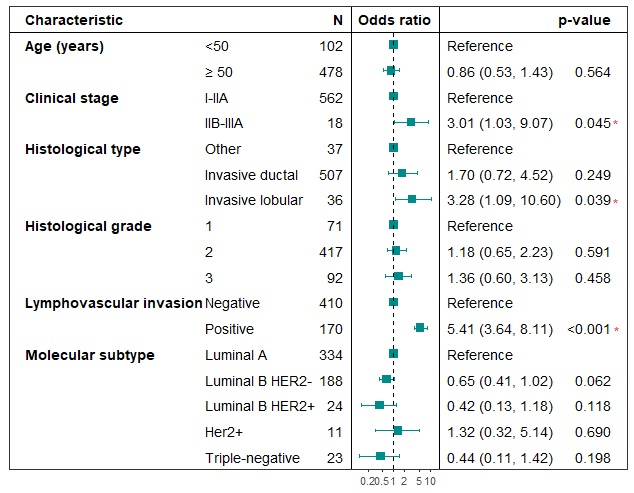 Characteristic N Odds ratio p-value
Age (years) <50 102 Reference
≥ 50 478 0.86 (0.53, 1.43) 0.564
Clinical stage I-IIA 562 Reference
IIB-IIIA 18 3.01 (1.03, 9.07) 0.045 *
Histological type Other 37 Reference
Invasive ductal 507 1.70 (0.72, 4.52) 0.249
Invasive lobular 36 3.28 (1.09, 10.60) 0.039 *
Histological grade 1 71 Reference
2 417 1.18 (0.65, 2.23) 0.591
3 92 1.36 (0.60, 3.13) 0.458
Lymphovascular invasion Negative 410 Reference
Positive 170 5.41 (3.64, 8.11) <0.001 *
Molecular subtype Luminal A 334 Reference
Luminal B HER2- 188 0.65 (0.41, 1.02) 0.062
Luminal B HER2+ 24 0.42 (0.13, 1.18) 0.118
Her2+ 11 1.32 (0.32, 5.14) 0.690
Triple-negative 23 0.44 (0.11, 1.42) 0.198
0.2 0.5 1 2 5 10